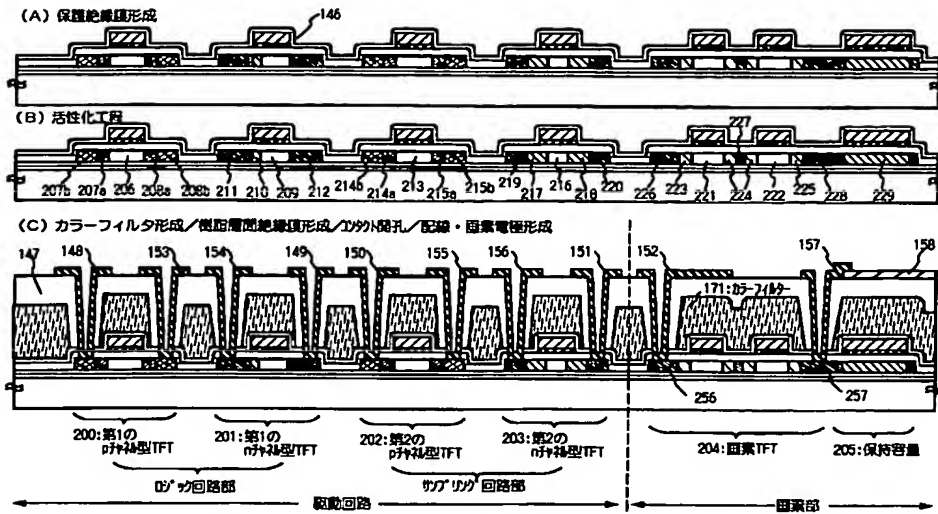 (A) 保護絶縁膜形成
146
(B) 活性化工程
227
207b 207a 206 208a 208b 211 210 209 212 214b 214a 213 215a 215b 219 217 216 218 220 226 223 221 224 222 225 228 229
(C) カラーフィルタ形成/樹脂層間絶縁膜形成/コンタクト開孔/配線・画素電極形成
147 148 153 154 149 150 155 156 151 152 157 158
171:カラーフィルター
256 257
200:第1のpチャネル型TFT
201:第1のnチャネル型TFT
202:第2のpチャネル型TFT
203:第2のnチャネル型TFT
204:画素TFT
205:保持容量
ロジック回路部
サンプリング回路部
駆動回路
画素部